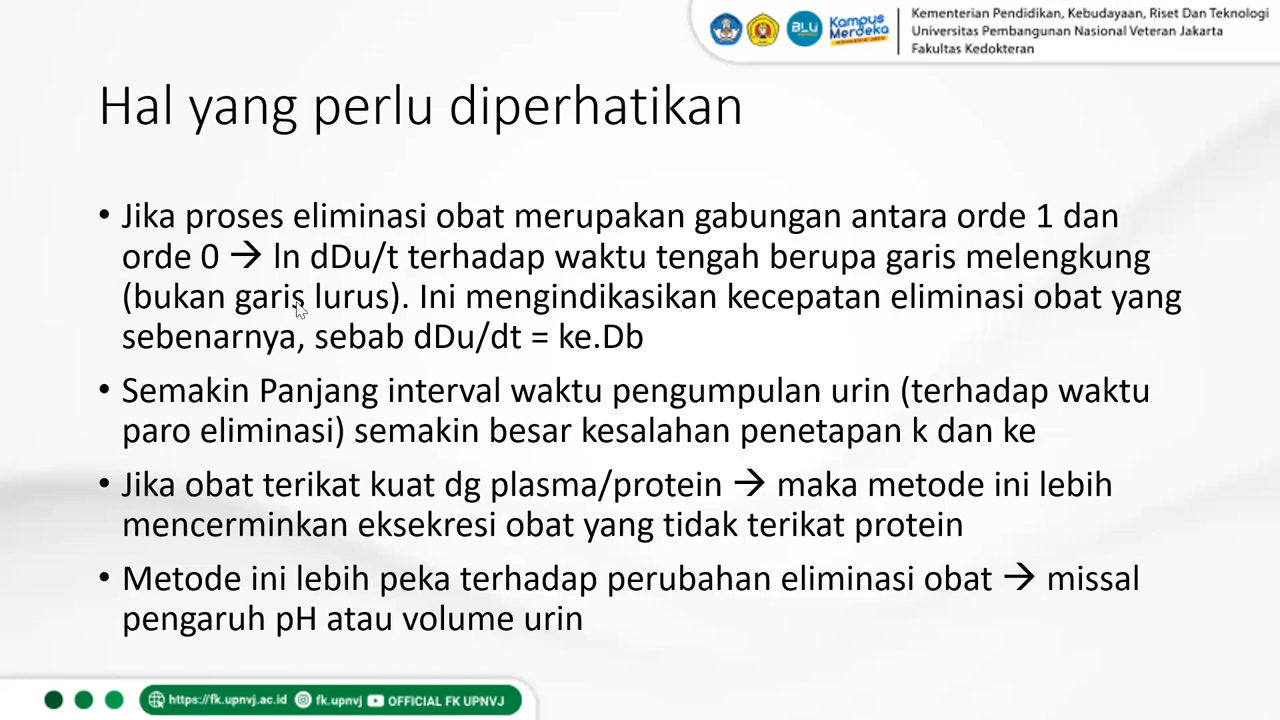 BLU
Kampus
Merdeka
INDONESIA JAYA
Kementerian Pendidikan, Kebudayaan, Riset Dan Teknologi
Universitas Pembangunan Nasional Veteran Jakarta
Fakultas Kedokteran
Hal yang perlu diperhatikan
• Jika proses eliminasi obat merupakan gabungan antara orde 1 dan
orde 0 → ln dDu/t terhadap waktu tengah berupa garis melengkung
(bukan garis lurus). Ini mengindikasikan kecepatan eliminasi obat yang
sebenarnya, sebab dDu/dt = ke.Db
• Semakin Panjang interval waktu pengumpulan urin (terhadap waktu
paro eliminasi) semakin besar kesalahan penetapan k dan ke
• Jika obat terikat kuat dg plasma/protein → maka metode ini lebih
mencerminkan eksekresi obat yang tidak terikat protein
• Metode ini lebih peka terhadap perubahan eliminasi obat → missal
pengaruh pH atau volume urin
https://fk.upnvj.ac.id fk.upnvj OFFICIAL FK UPNVJ